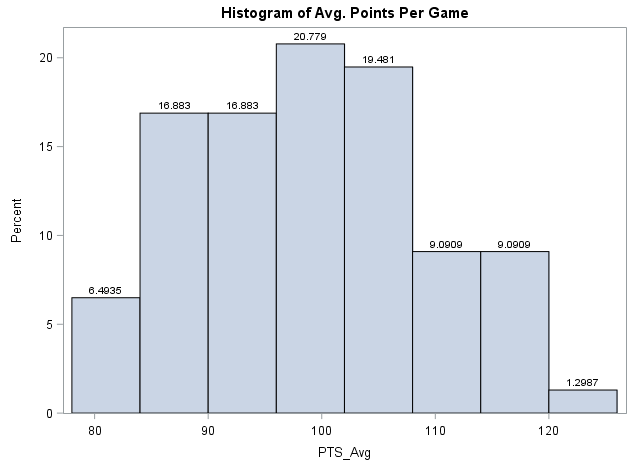 Histogram of Avg. Points Per Game
20.779
19.481
16.883 16.883
9.0909 9.0909
6.4935
1.2987
20
15
10
5
0
Percent
80 90 100 110 120
PTS_Avg